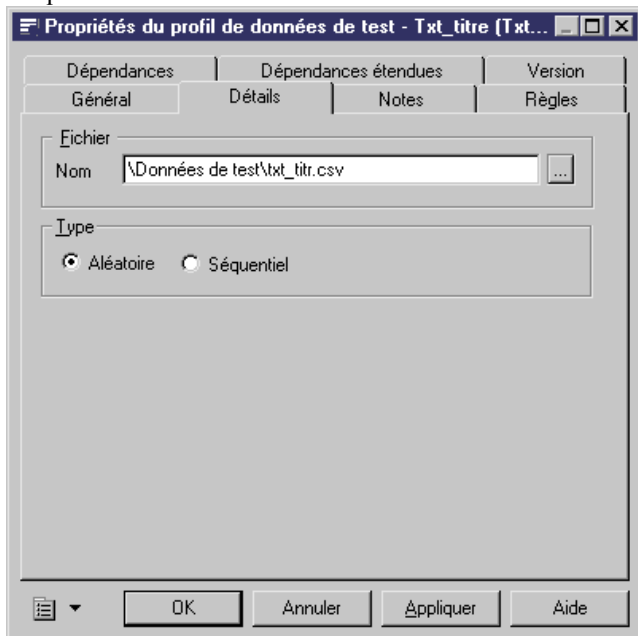 Propriétés du profil de données de test - Txt_titre (Txt...
Dépendances Dépendances étendues Version
Général Détails Notes Règles
Fichier
Nom \Données de test\txt_titr.csv ...
Type
Aléatoire Séquentiel
OK Annuler Appliquer Aide